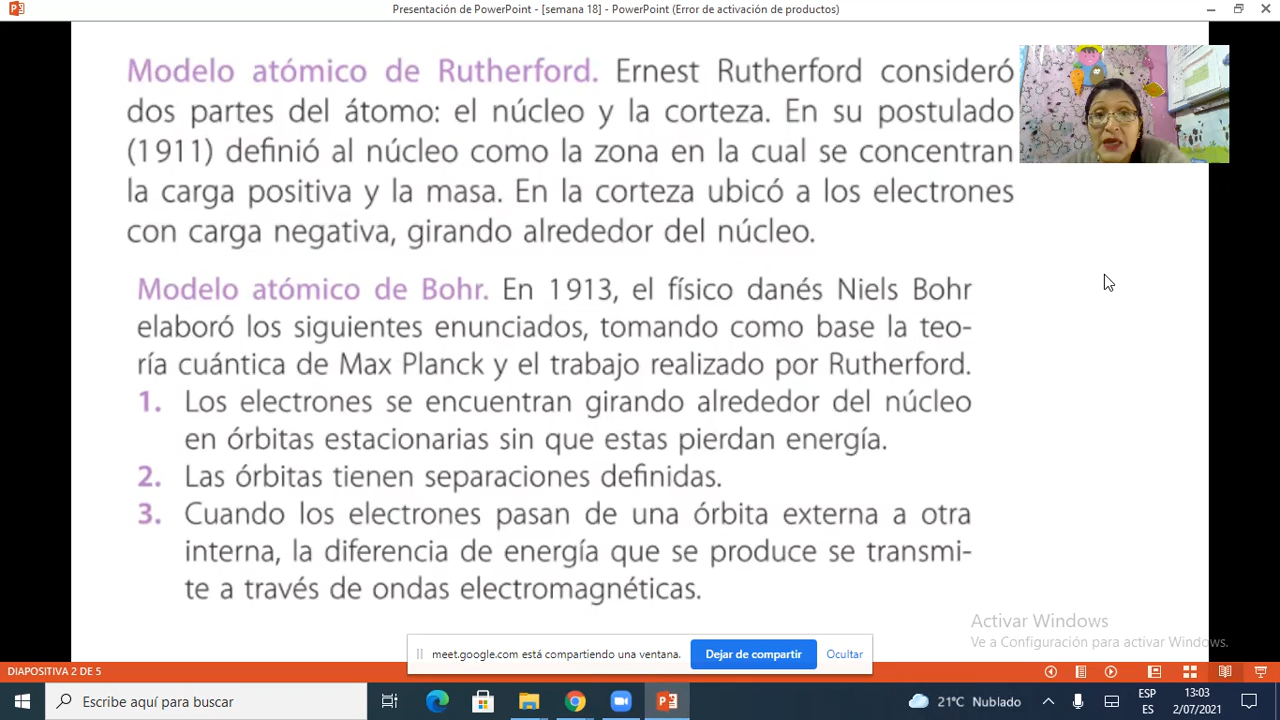 Presentación de PowerPoint - [semana 18] - PowerPoint (Error de activación de productos)
Modelo atómico de Rutherford. Ernest Rutherford consideró
dos partes del átomo: el núcleo y la corteza. En su postulado
(1911) definió al núcleo como la zona en la cual se concentran
la carga positiva y la masa. En la corteza ubicó a los electrones
con carga negativa, girando alrededor del núcleo.
Modelo atómico de Bohr. En 1913, el físico danés Niels Bohr
elaboró los siguientes enunciados, tomando como base la teo-
ría cuántica de Max Planck y el trabajo realizado por Rutherford.
1. Los electrones se encuentran girando alrededor del núcleo
en órbitas estacionarias sin que estas pierdan energía.
2. Las órbitas tienen separaciones definidas.
3. Cuando los electrones pasan de una órbita externa a otra
interna, la diferencia de energía que se produce se transmi-
te a través de ondas electromagnéticas.
Activar Windows
Ve a Configuración para activar Windows.
meet.google.com está compartiendo una ventana. Dejar de compartir Ocultar
DIAPOSITIVA 2 DE 5
Escribe aquí para buscar
21°C Nublado
ESP
ES
13:03
2/07/2021